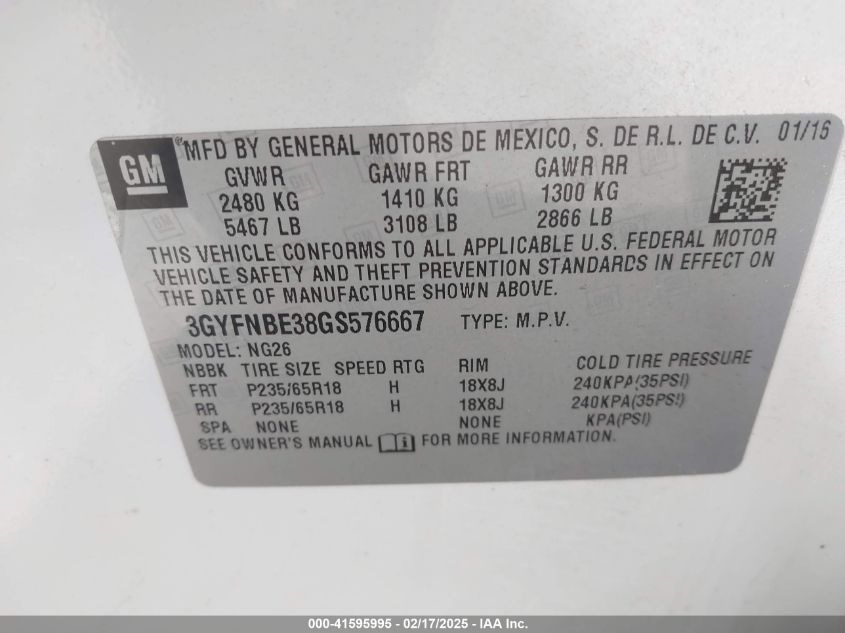 GM ® MFD BY GENERAL MOTORS DE MEXICO, S. DE R.L. DE C.V. 01/16
GVWR GAWR FRT GAWR RR
2480 KG 1410 KG 1300 KG
5467 LB 3108 LB 2866 LB
THIS VEHICLE CONFORMS TO ALL APPLICABLE U.S. FEDERAL MOTOR
VEHICLE SAFETY AND THEFT PREVENTION STANDARDS IN EFFECT ON
THE DATE OF MANUFACTURE SHOWN ABOVE.
3GYFNBE38GS576667 TYPE: M.P.V.
MODEL: NG26
NBBK TIRE SIZE SPEED RTG RIM COLD TIRE PRESSURE
FRT P235/65R18 H 18X8J 240KPA(35PSI)
RR P235/65R18 H 18X8J 240KPA(35PSI)
SPA NONE NONE KPA(PSI)
SEE OWNER'S MANUAL FOR MORE INFORMATION.
000-41595995 - 02/17/2025 - IAA Inc.